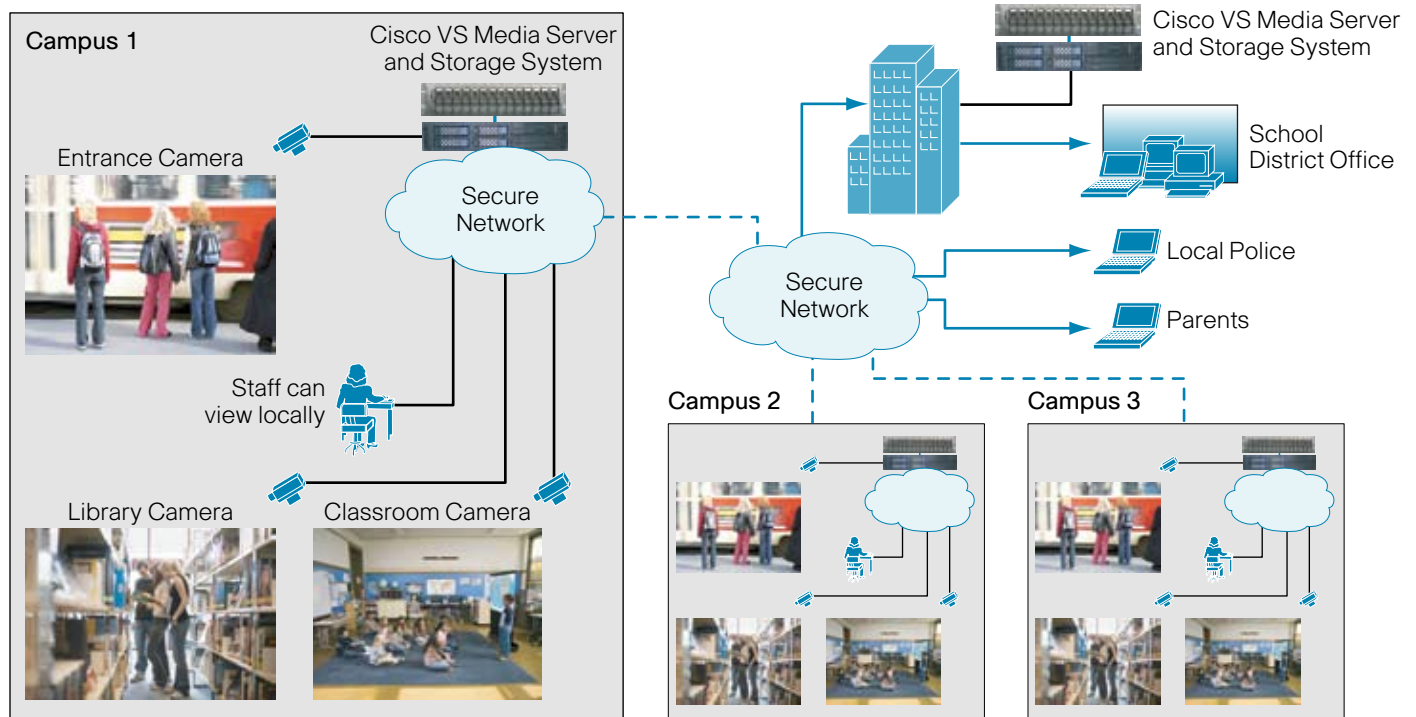 Campus 1
Cisco VS Media Server
and Storage System
Entrance Camera
Secure
Network
Staff can
view locally
Library Camera
Classroom Camera
Cisco VS Media Server
and Storage System
School
District Office
Secure
Network
Local Police
Parents
Campus 2
Campus 3